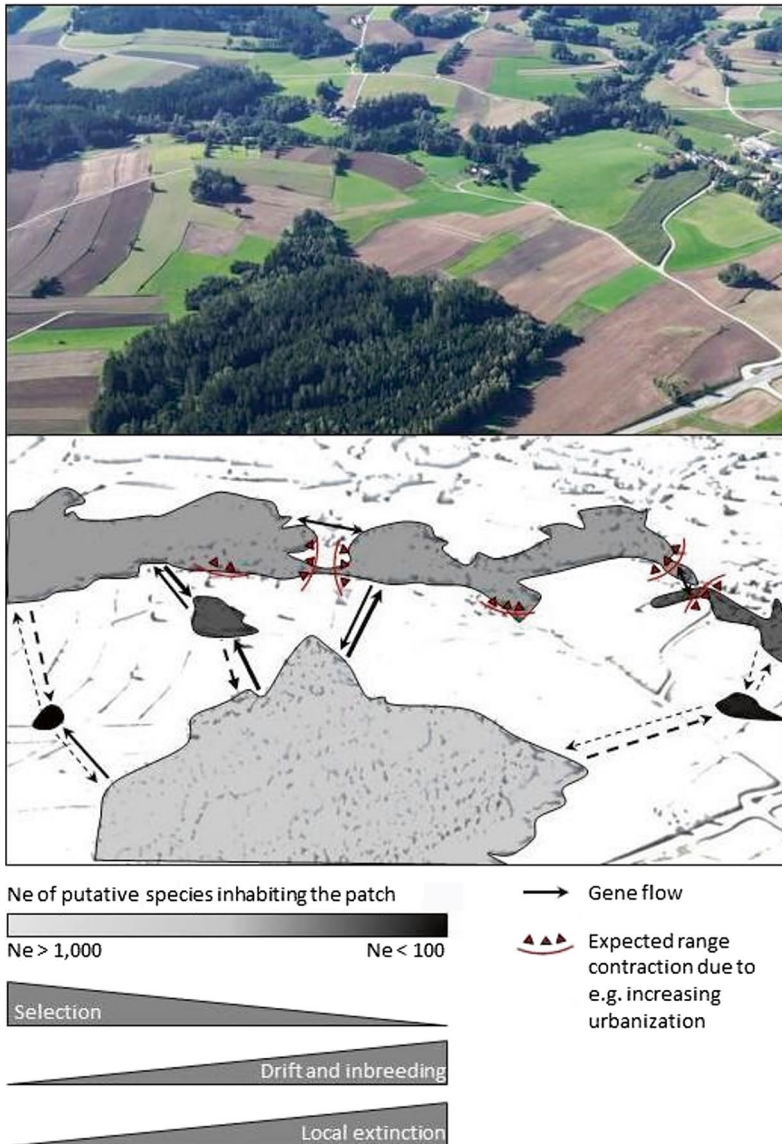 Ne of putative species inhabiting the patch
Ne > 1,000
Ne < 100
Selection
Drift and inbreeding
Local extinction
Gene flow
Expected range
contraction due to
e.g. increasing
urbanization